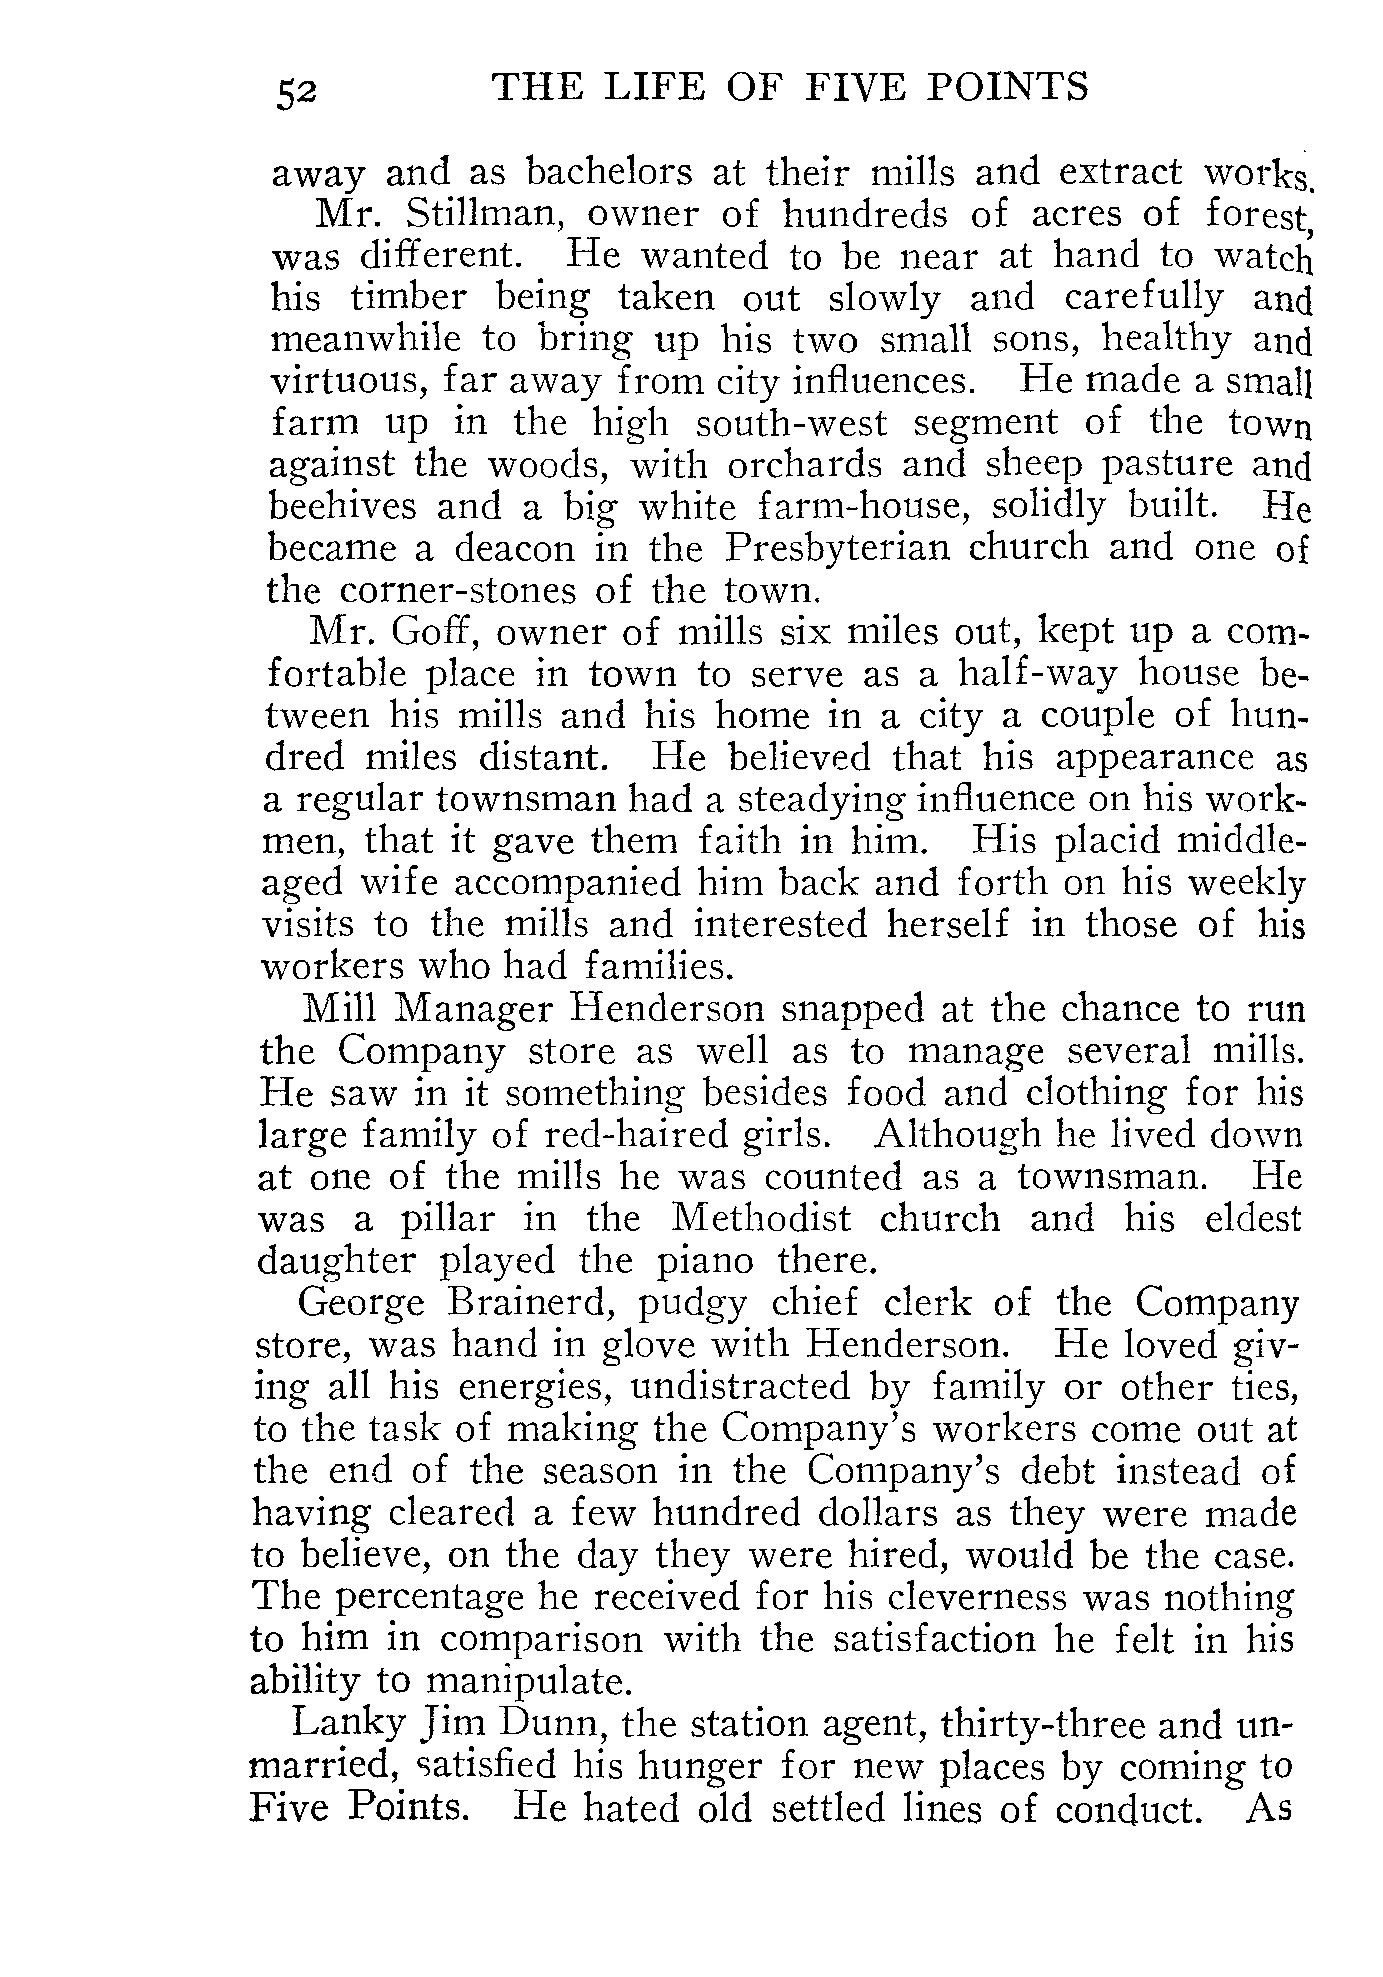 52 THE LIFE OF FIVE POINTS
away and as bachelors at their mills and extract works.
Mr. Stillman, owner of hundreds of acres of forest,
was different. He wanted to be near at hand to watch
his timber being taken out slowly and carefully and
meanwhile to bring up his two small sons, healthy and
virtuous, far away from city influences. He made a small
farm up in the high south-west segment of the town
against the woods, with orchards and sheep pasture and
beehives and a big white farm-house, solidly built. He
became a deacon in the Presbyterian church and one of
the corner-stones of the town.
Mr. Goff, owner of mills six miles out, kept up a com-
fortable place in town to serve as a half-way house be-
tween his mills and his home in a city a couple of hun-
dred miles distant. He believed that his appearance as
a regular townsman had a steadying influence on his work-
men, that it gave them faith in him. His placid middle-
aged wife accompanied him back and forth on his weekly
visits to the mills and interested herself in those of his
workers who had families.
Mill Manager Henderson snapped at the chance to run
the Company store as well as to manage several mills.
He saw in it something besides food and clothing for his
large family of red-haired girls. Although he lived down
at one of the mills he was counted as a townsman. He
was a pillar in the Methodist church and his eldest
daughter played the piano there.
George Brainerd, pudgy chief clerk of the Company
store, was hand in glove with Henderson. He loved giv-
ing all his energies, undistracted by family or other ties,
to the task of making the Company's workers come out at
the end of the season in the Company's debt instead of
having cleared a few hundred dollars as they were made
to believe, on the day they were hired, would be the case.
The percentage he received for his cleverness was nothing
to him in comparison with the satisfaction he felt in his
ability to manipulate.
Lanky Jim Dunn, the station agent, thirty-three and un-
married, satisfied his hunger for new places by coming to
Five Points. He hated old settled lines of conduct. As